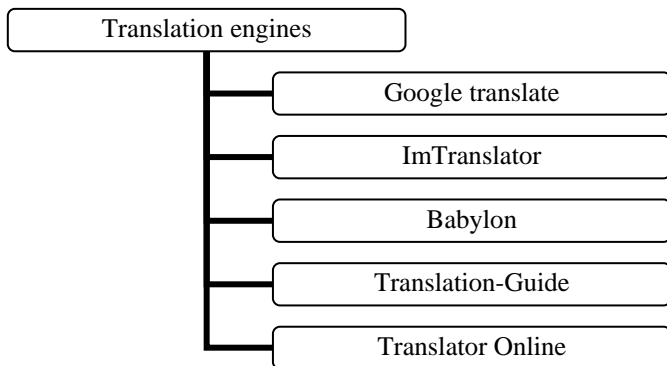 Translation engines
Google translate
ImTranslator
Babylon
Translation-Guide
Translator Online